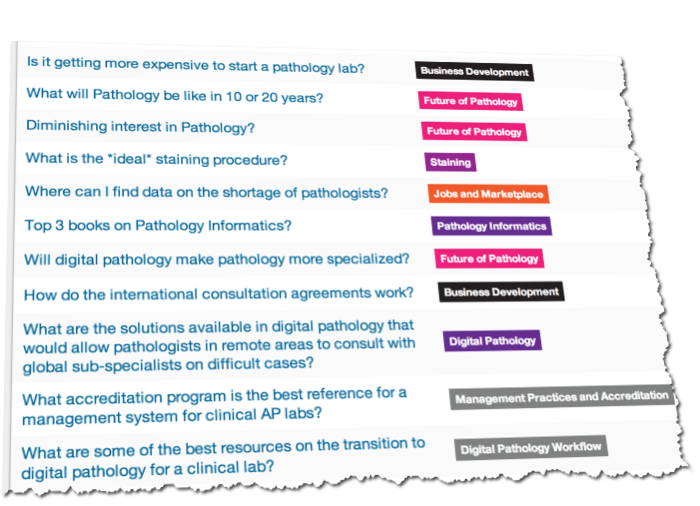 Is it getting more expensive to start a pathology lab? Business Development
What will Pathology be like in 10 or 20 years? Future of Pathology
Diminishing interest in Pathology? Future of Pathology
What is the *ideal* staining procedure? Staining
Where can I find data on the shortage of pathologists? Jobs and Marketplace
Top 3 books on Pathology Informatics? Pathology Informatics
Will digital pathology make pathology more specialized? Future of Pathology
How do the international consultation agreements work? Business Development
What are the solutions available in digital pathology that
would allow pathologists in remote areas to consult with
global sub-specialists on difficult cases?
Digital Pathology
What accreditation program is the best reference for a
management system for clinical AP labs?
Management Practices and Accreditation
What are some of the best resources on the transition to
digital pathology for a clinical lab?
Digital Pathology Workflow